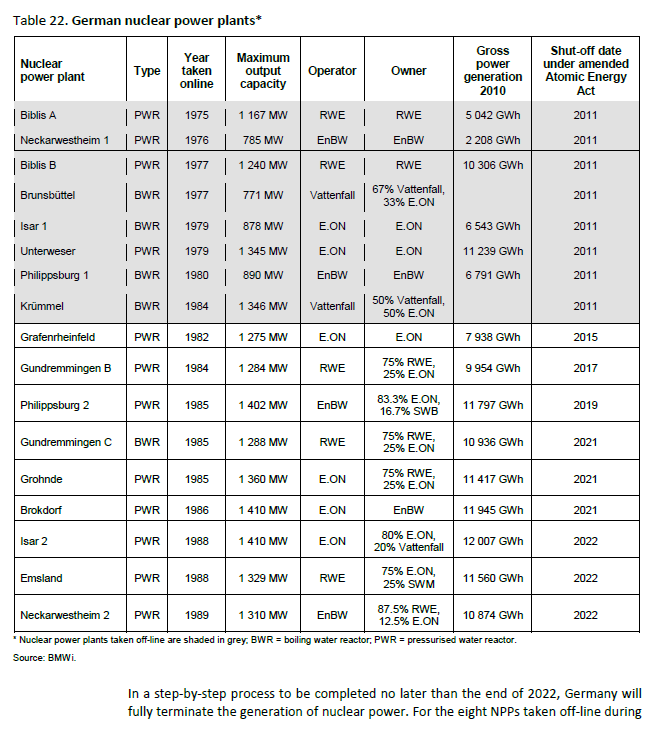 Table 22. German nuclear power plants*
Nuclear power plant Type Year taken online Maximum output capacity Operator Owner Gross power generation 2010 Shut-off date under amended Atomic Energy Act
Biblis A PWR 1975 1 167 MW RWE RWE 5 042 GWh 2011
Neckarwestheim 1 PWR 1976 785 MW EnBW EnBW 2 208 GWh 2011
Biblis B PWR 1977 1 240 MW RWE RWE 10 306 GWh 2011
Brunsbüttel BWR 1977 771 MW Vattenfall 67% Vattenfall, 33% E.ON 2011
Isar 1 BWR 1979 878 MW E.ON E.ON 6 543 GWh 2011
Unterweser PWR 1979 1 345 MW E.ON E.ON 11 239 GWh 2011
Philippsburg 1 BWR 1980 890 MW EnBW EnBW 6 791 GWh 2011
Krümmel BWR 1984 1 346 MW Vattenfall 50% Vattenfall, 50% E.ON 2011
Grafenrheinfeld PWR 1982 1 275 MW E.ON E.ON 7 938 GWh 2015
Gundremmingen B PWR 1984 1 284 MW RWE 75% RWE, 25% E.ON 9 954 GWh 2017
Philippsburg 2 PWR 1985 1 402 MW EnBW 83.3% E.ON, 16.7% SWB 11 797 GWh 2019
Gundremmingen C BWR 1985 1 288 MW RWE 75% RWE, 25% E.ON 10 936 GWh 2021
Grohnde PWR 1985 1 360 MW E.ON 75% RWE, 25% E.ON 11 417 GWh 2021
Brokdorf PWR 1986 1 410 MW E.ON EnBW 11 945 GWh 2021
Isar 2 PWR 1988 1 410 MW E.ON 80% E.ON, 20% Vattenfall 12 007 GWh 2022
Emsland PWR 1988 1 329 MW RWE 75% E.ON, 25% SWM 11 560 GWh 2022
Neckarwestheim 2 PWR 1989 1 310 MW EnBW 87.5% RWE, 12.5% E.ON 10 874 GWh 2022
* Nuclear power plants taken off-line are shaded in grey; BWR = boiling water reactor; PWR = pressurised water reactor.
Source: BMWi.
In a step-by-step process to be completed no later than the end of 2022, Germany will
fully terminate the generation of nuclear power. For the eight NPPs taken off-line during